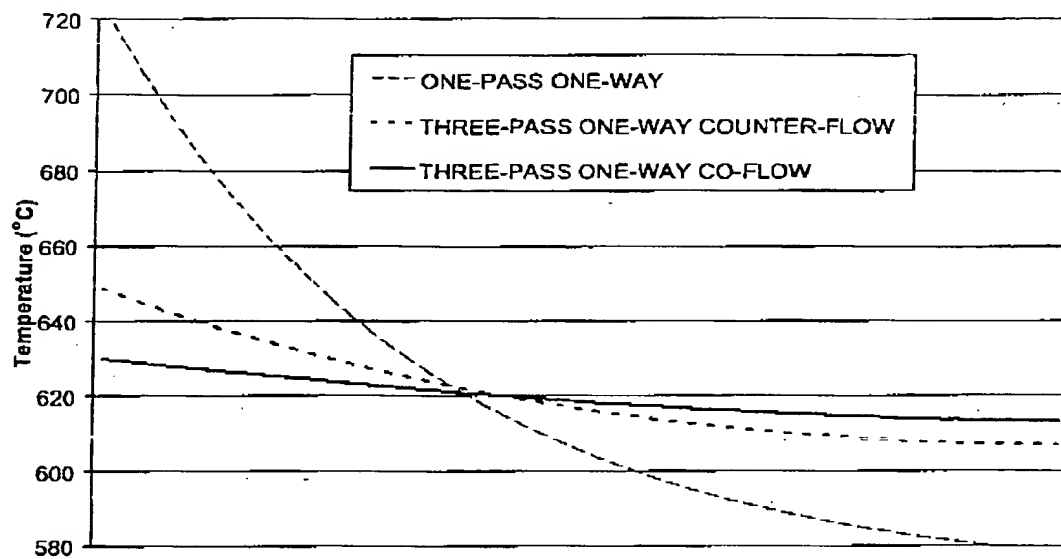 720
700
680
660
640
620
600
580
Temperature (°C)
ONE-PASS ONE-WAY
THREE-PASS ONE-WAY COUNTER-FLOW
THREE-PASS ONE-WAY CO-FLOW